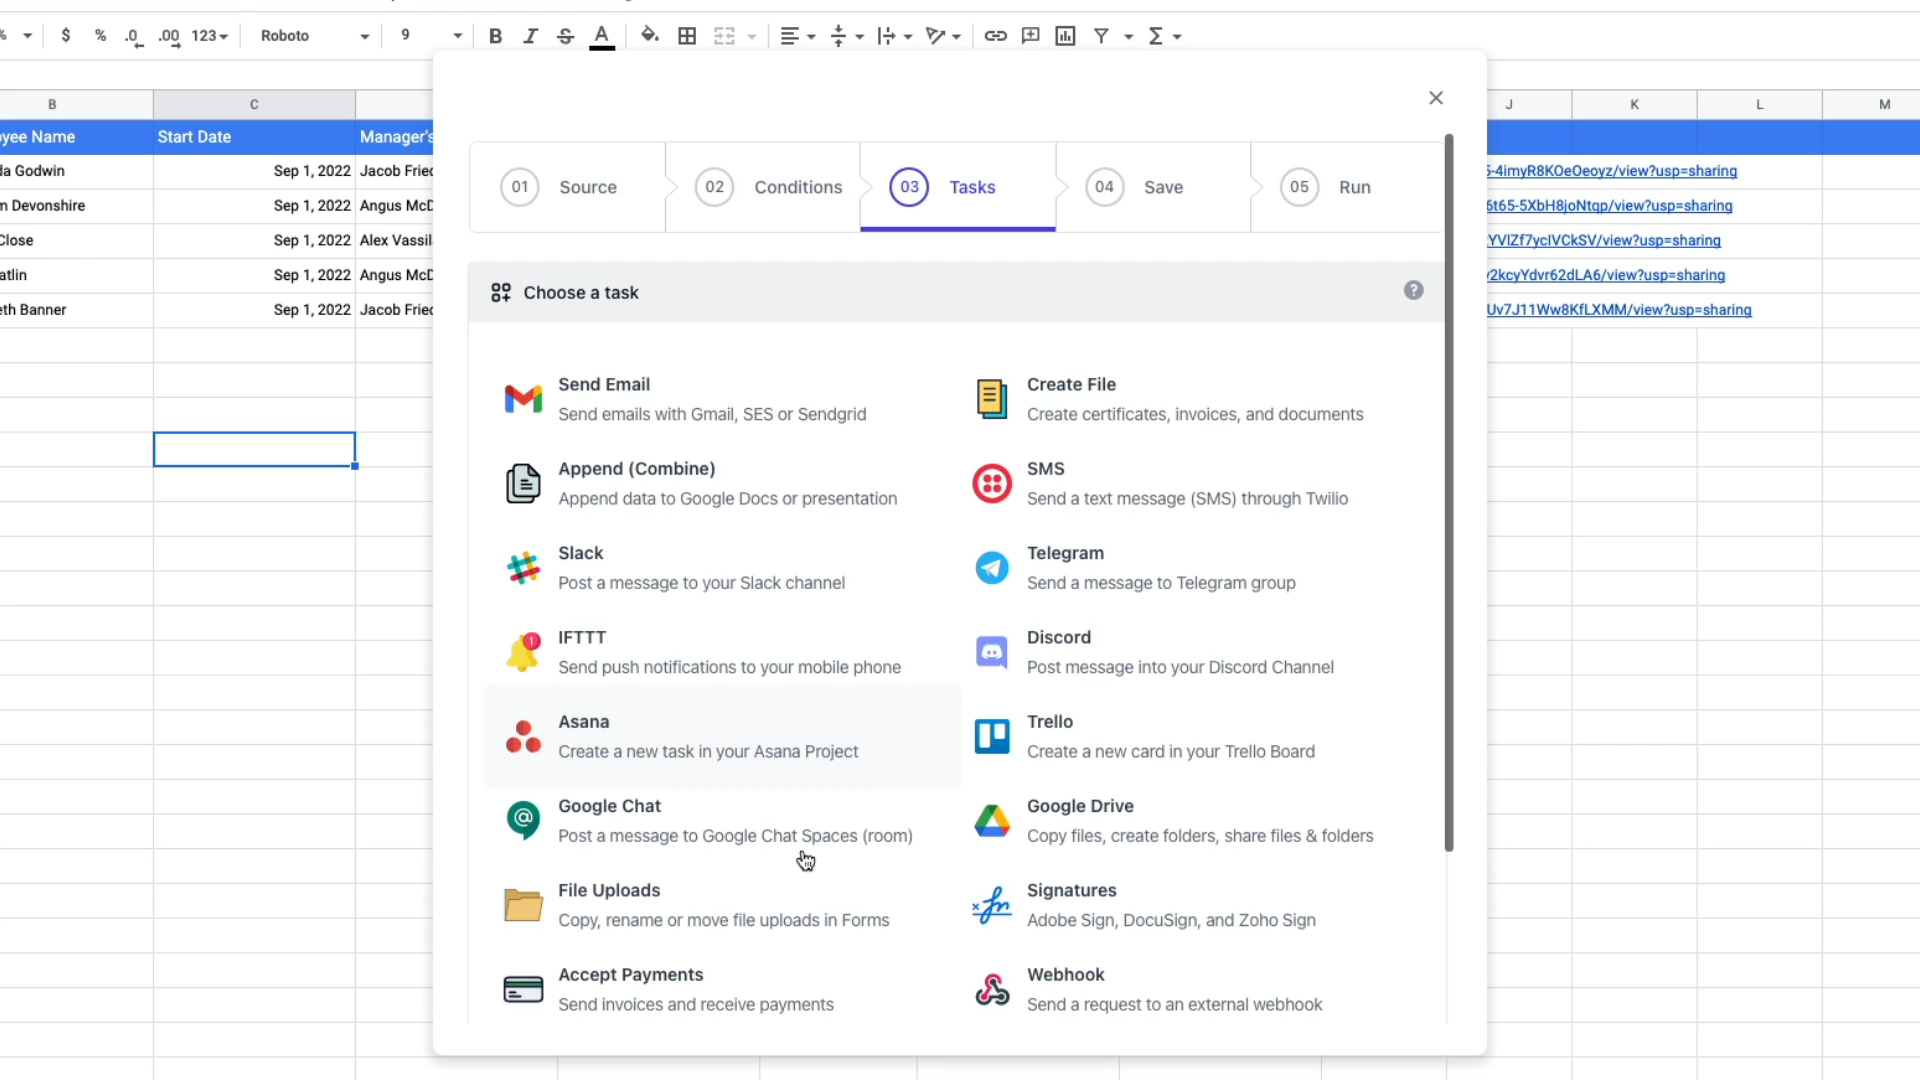 $ % .0 .00 123 Roboto 9 B I S A
B C J K L M
yee Name Start Date Manager's
da Godwin Sep 1, 2022 Jacob Fried
m Devonshire Sep 1, 2022 Angus McD
Close Sep 1, 2022 Alex Vassil
atlin Sep 1, 2022 Angus McD
eth Banner Sep 1, 2022 Jacob Fried
01 Source
02 Conditions
03 Tasks
04 Save
05 Run
Choose a task
?
Send Email
Send emails with Gmail, SES or Sendgrid
Create File
Create certificates, invoices, and documents
Append (Combine)
Append data to Google Docs or presentation
SMS
Send a text message (SMS) through Twilio
Slack
Post a message to your Slack channel
Telegram
Send a message to Telegram group
IFTTT
Send push notifications to your mobile phone
Discord
Post message into your Discord Channel
Asana
Create a new task in your Asana Project
Trello
Create a new card in your Trello Board
Google Chat
Post a message to Google Chat Spaces (room)
Google Drive
Copy files, create folders, share files & folders
File Uploads
Copy, rename or move file uploads in Forms
Signatures
Adobe Sign, DocuSign, and Zoho Sign
Accept Payments
Send invoices and receive payments
Webhook
Send a request to an external webhook
-4imyR8KOeOeoyz/view?usp=sharing
6t65-5XbH8joNtqp/view?usp=sharing
/view?usp=sharing
2kcyYdvr62dLA6/view?usp=sharing
Uv7J11Ww8KfLXMM/view?usp=sharing